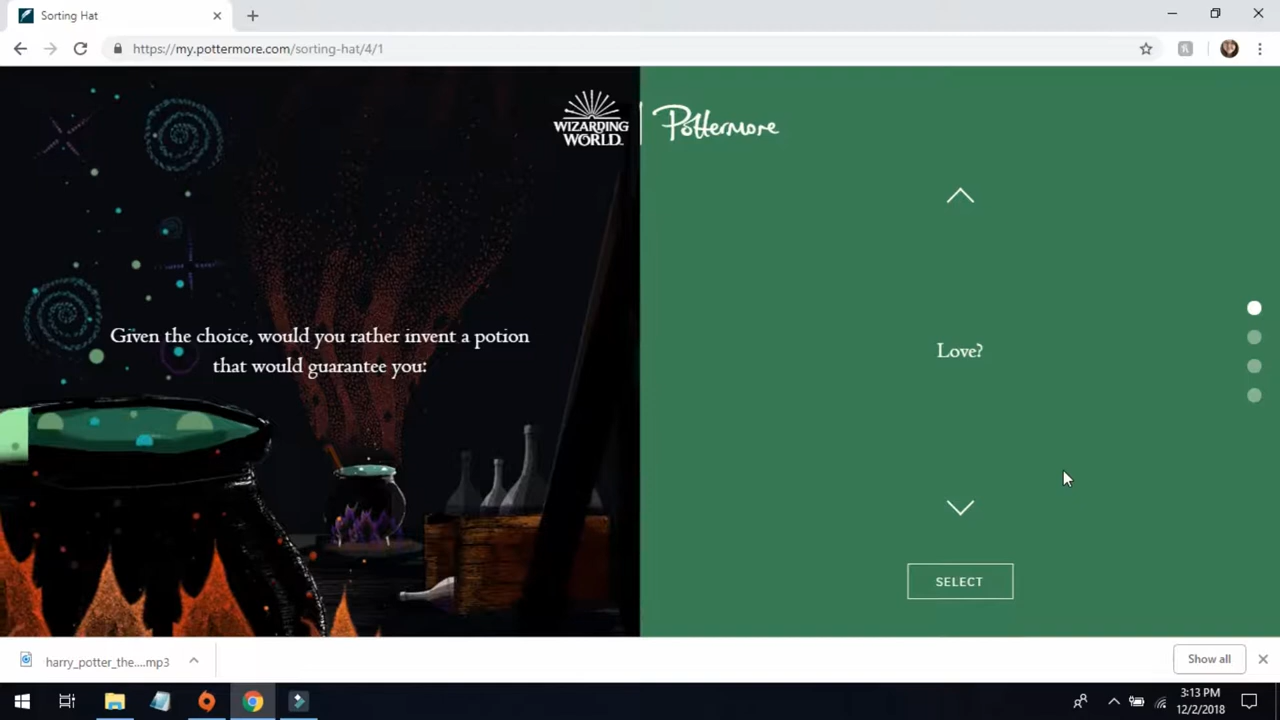 Sorting Hat
https://my.pottermore.com/sorting-hat/4/1
WIZARDING
WORLD
Pottermore
Given the choice, would you rather invent a potion
that would guarantee you:
Love?
SELECT
harry_potter_the....mp3
Show all
3:13 PM
12/2/2018